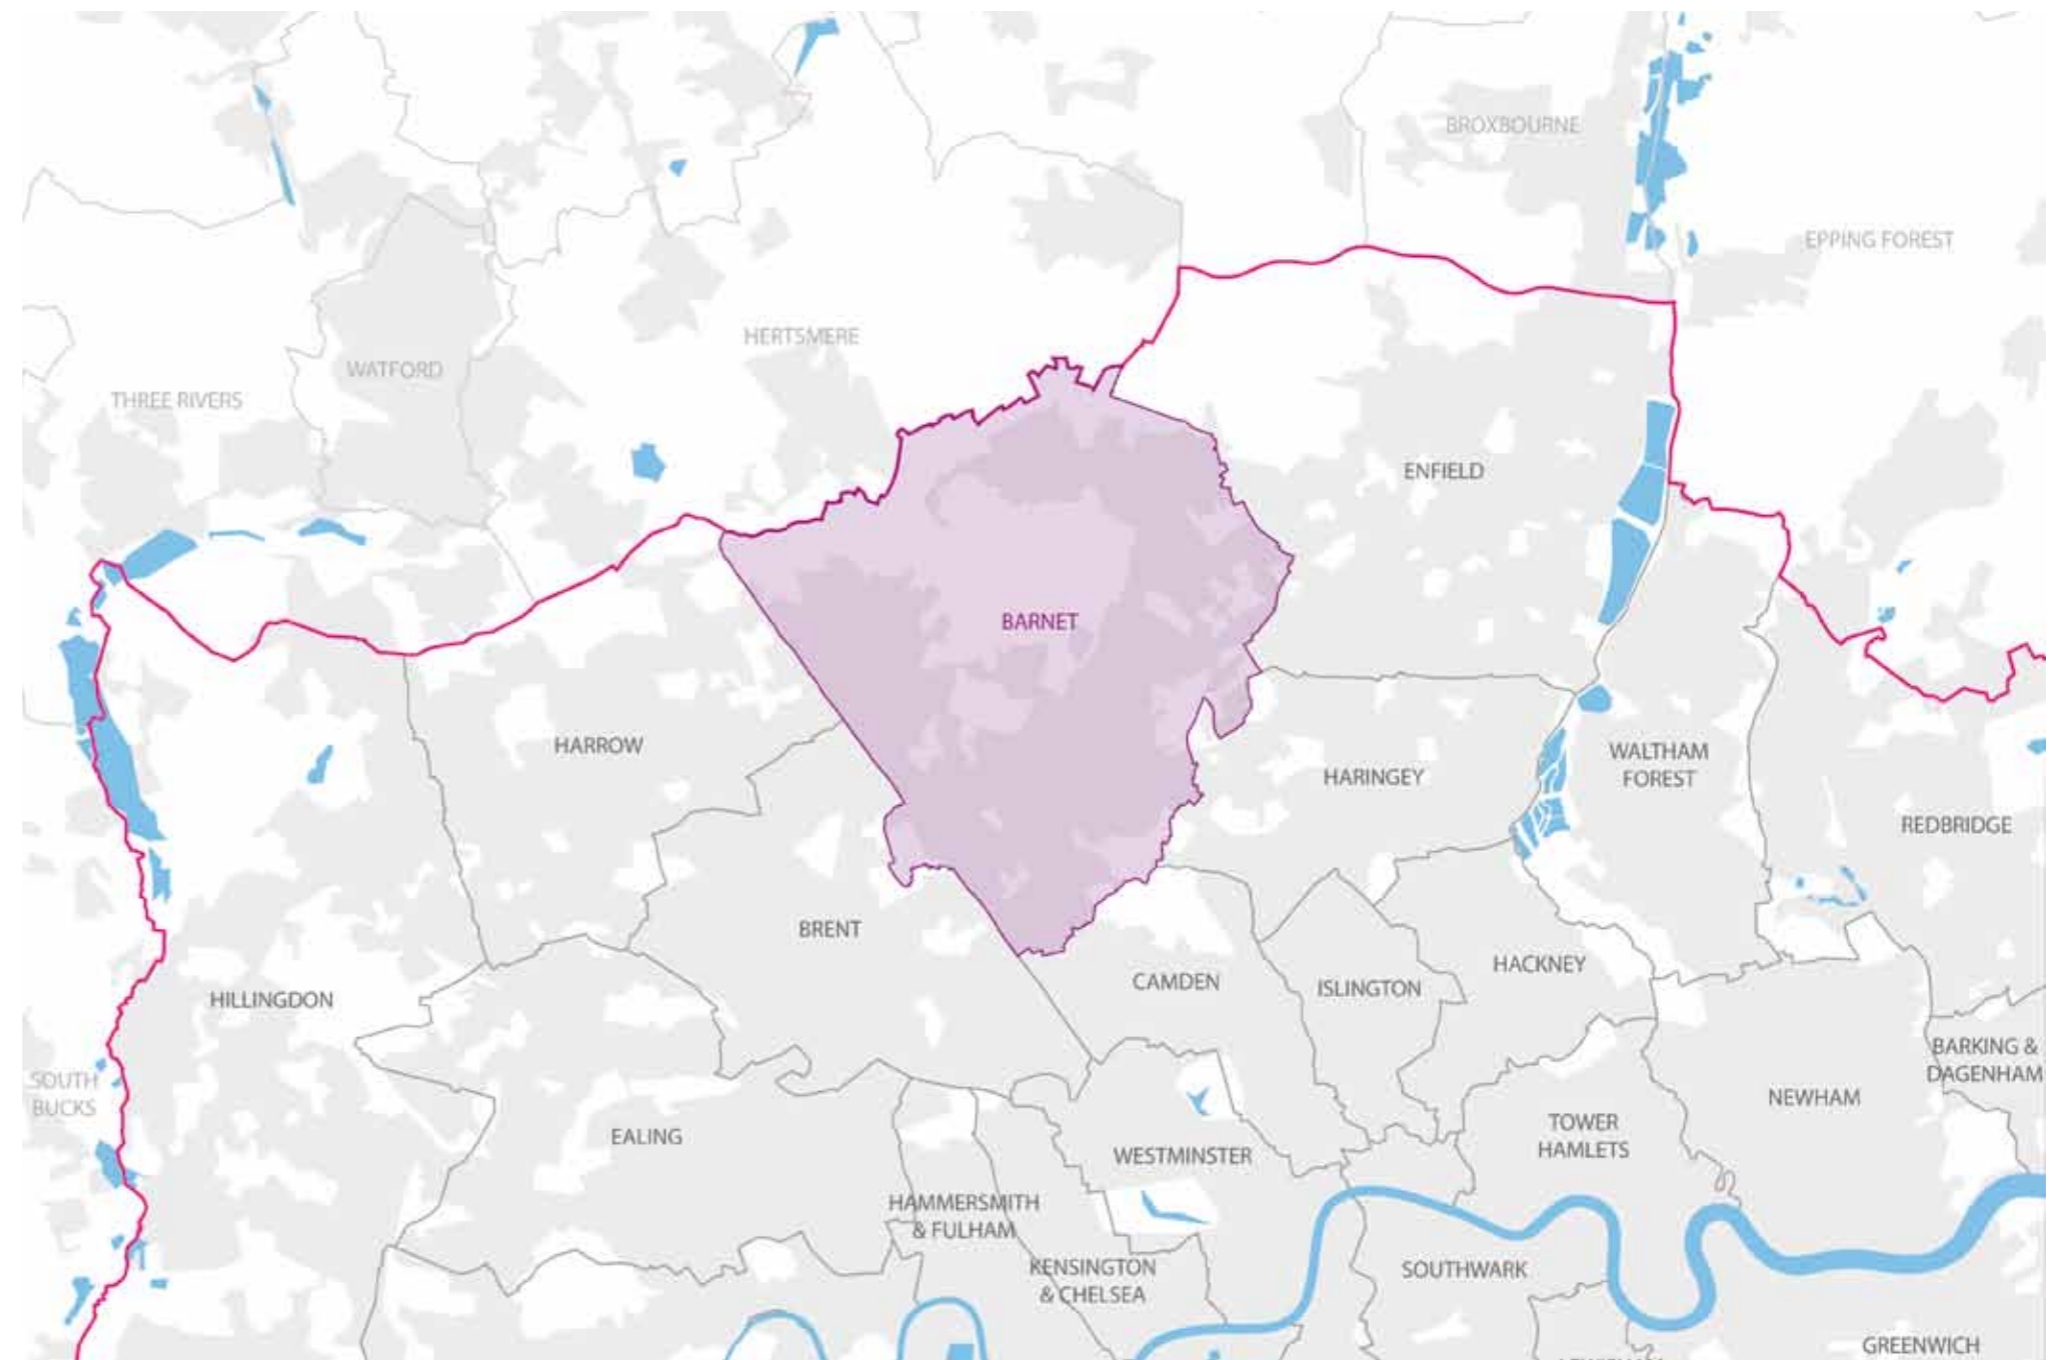 BROXBOURNE
EPPING FOREST
HERTSMERE
WATFORD
THREE RIVERS
ENFIELD
BARNET
HARROW
HARINGEY
WALTHAM
FOREST
REDBRIDGE
BRENT
HACKNEY
CAMDEN
ISLINGTON
HILLINGDON
BARKING &
DAGENHAM
SOUTH
BUCKS
NEWHAM
TOWER
HAMLETS
EALING
WESTMINSTER
HAMMERSMITH
& FULHAM
KENSINGTON
& CHELSEA
SOUTHWARK
GREENWICH